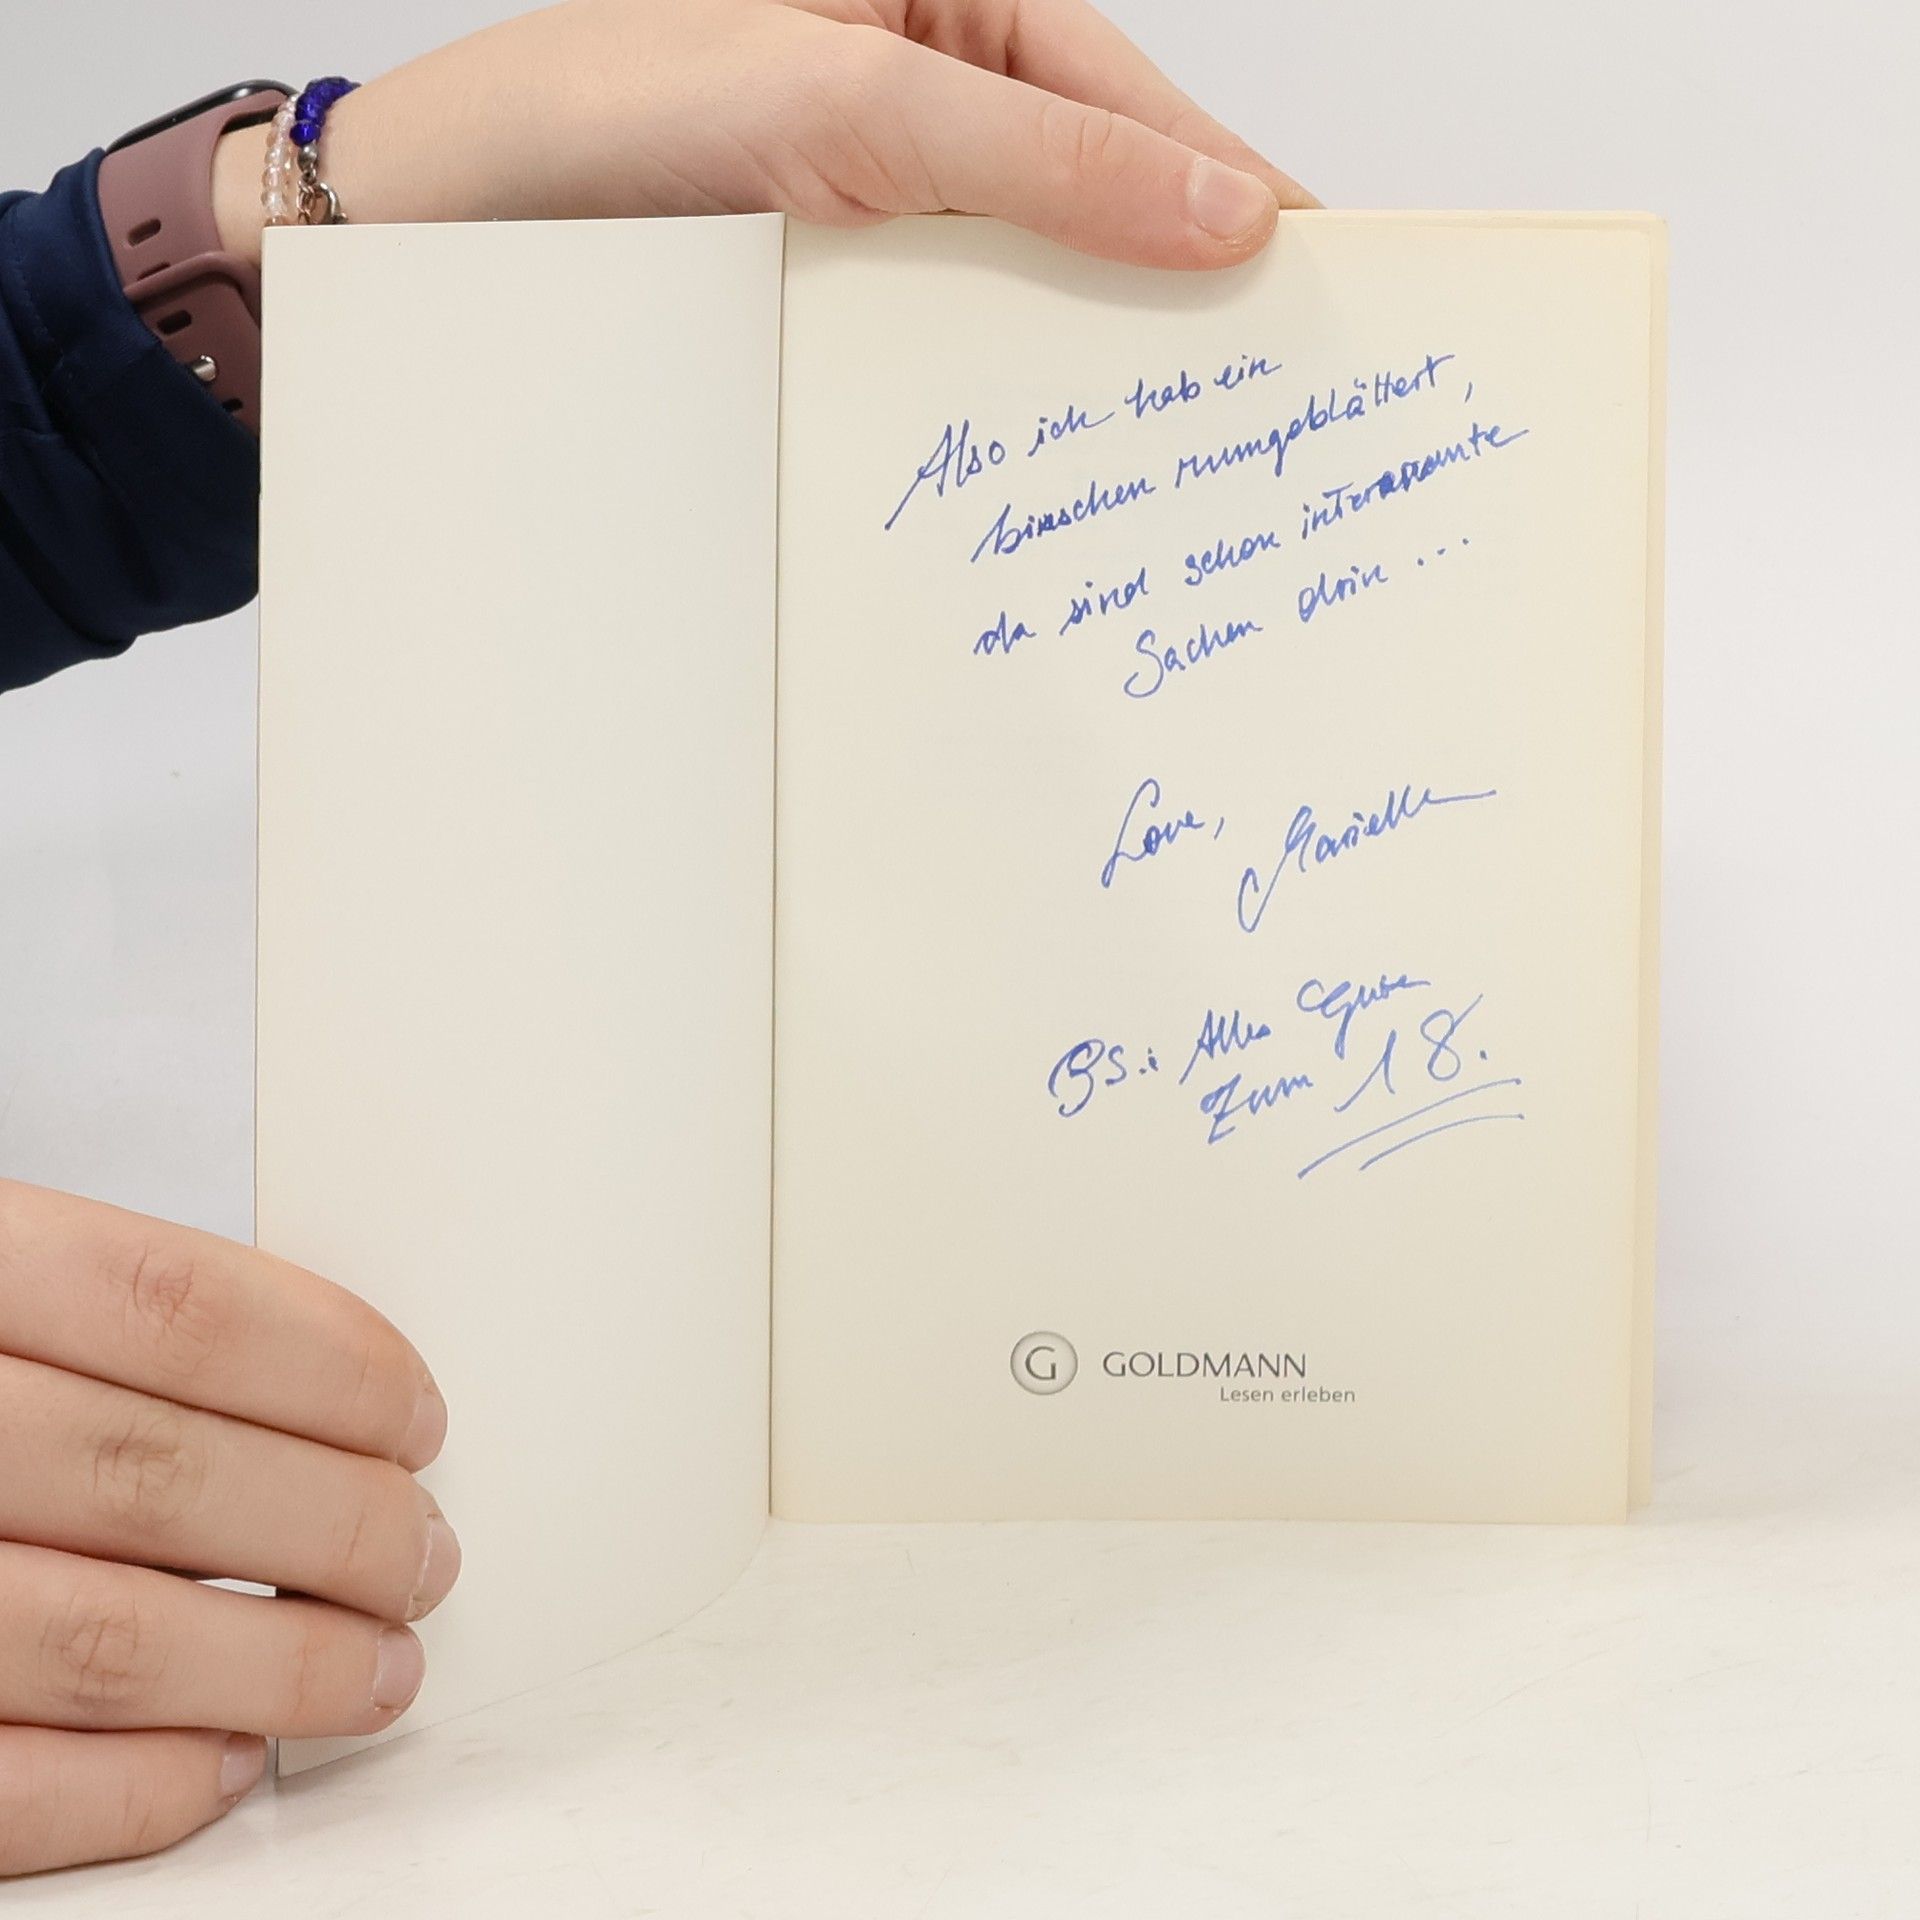 Also ich hab ein
bisschen rumgeblättert,
da sind schon interessante
Sachen drin ...
Love, Marielle
PS.: Alles Gute
zum 18.
G GOLDMANN
Lesen erleben